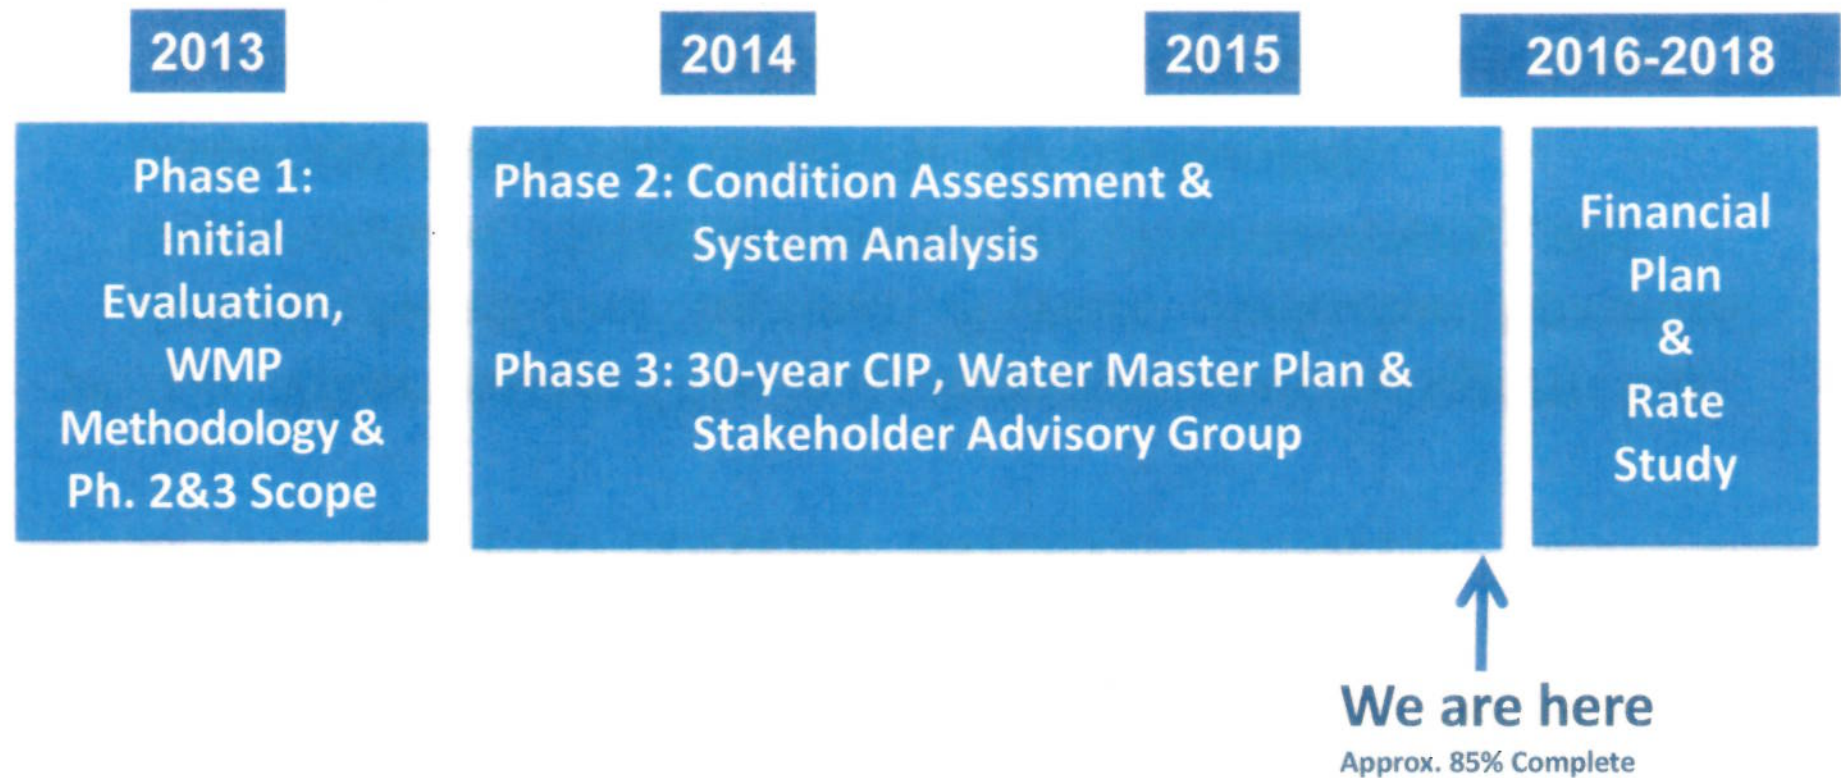 2013
2014
2015
2016-2018
Phase 1:
Initial
Evaluation,
WMP
Methodology &
Ph. 2&3 Scope
Phase 2: Condition Assessment &
System Analysis
Phase 3: 30-year CIP, Water Master Plan &
Stakeholder Advisory Group
Financial
Plan
&
Rate
Study
We are here
Approx. 85% Complete